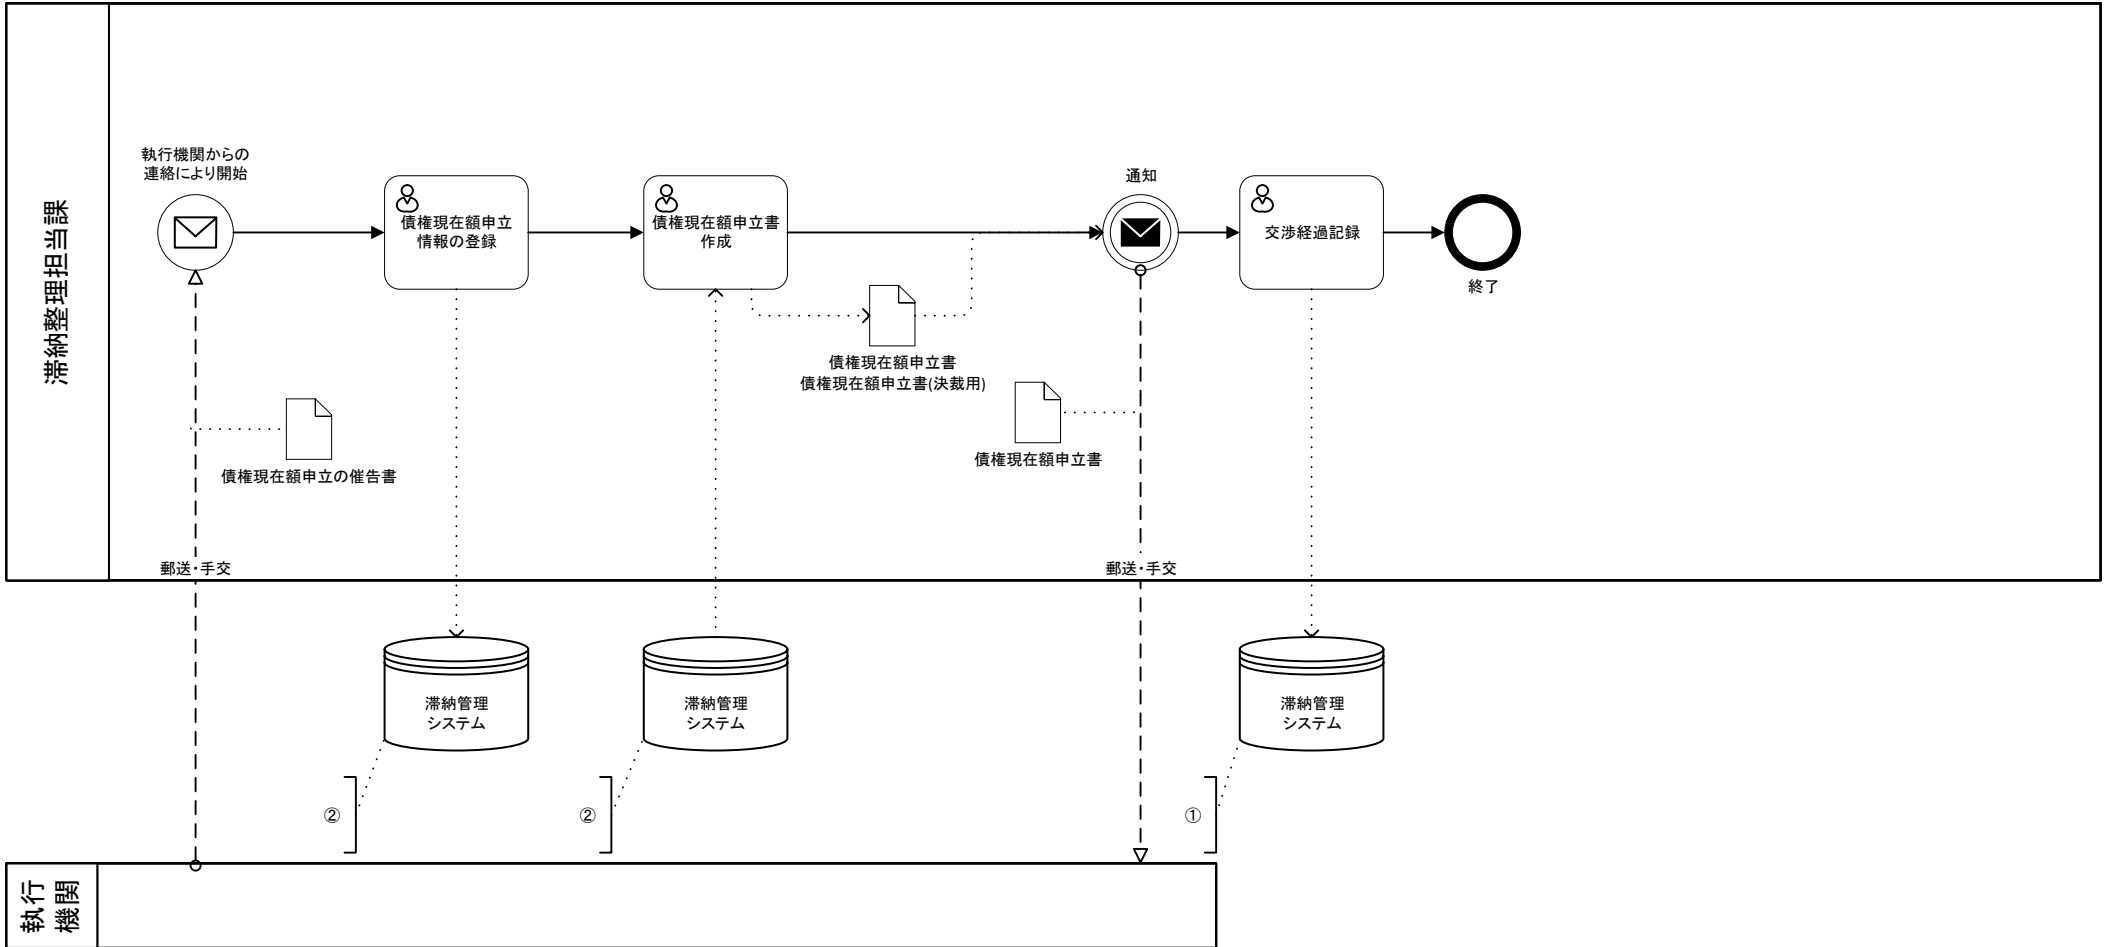 滞納整理担当課
執行機関からの
連絡により開始
債権現在額申立
情報の登録
債権現在額申立書
作成
通知
交渉経過記録
終了
債権現在額申立書
債権現在額申立書(決裁用)
債権現在額申立の催告書
債権現在額申立書
郵送・手交
郵送・手交
滞納管理
システム
滞納管理
システム
滞納管理
システム
②
②
①
執行
機関